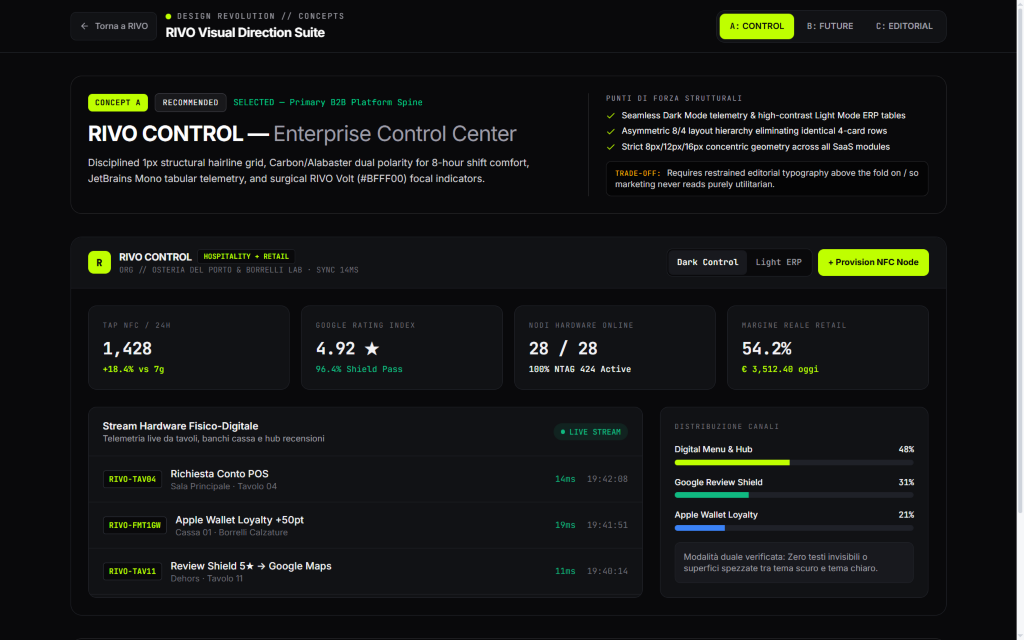 ← Torna a RIVO
DESIGN REVOLUTION // CONCEPTS
RIVO Visual Direction Suite
A: CONTROL
B: FUTURE
C: EDITORIAL
CONCEPT A
RECOMMENDED
SELECTED — Primary B2B Platform Spine
RIVO CONTROL — Enterprise Control Center
Disciplined 1px structural hairline grid, Carbon/Alabaster dual polarity for 8-hour shift comfort,
JetBrains Mono tabular telemetry, and surgical RIVO Volt (#BFFF00) focal indicators.
PUNTI DI FORZA STRUTTURALI
✓ Seamless Dark Mode telemetry & high-contrast Light Mode ERP tables
✓ Asymmetric 8/4 layout hierarchy eliminating identical 4-card rows
✓ Strict 8px/12px/16px concentric geometry across all SaaS modules
TRADE-OFF: Requires restrained editorial typography above the fold on / so
marketing never reads purely utilitarian.
R
RIVO CONTROL
HOSPITALITY + RETAIL
ORG // OSTERIA DEL PORTO & BORRELLI LAB · SYNC 14MS
Dark Control
Light ERP
+ Provision NFC Node
TAP NFC / 24H
1,428
+18.4% vs 7g
GOOGLE RATING INDEX
4.92 ★
96.4% Shield Pass
NODI HARDWARE ONLINE
28 / 28
100% NTAG 424 Active
MARGINE REALE RETAIL
54.2%
€ 3,512.40 oggi
Stream Hardware Fisico-Digitale
Telemetria live da tavoli, banchi cassa e hub recensioni
LIVE STREAM
RIVO-TAV04
Richiesta Conto POS
Sala Principale · Tavolo 04
14ms
19:42:08
RIVO-FMT1GW
Apple Wallet Loyalty +50pt
Cassa 01 · Borrelli Calzature
19ms
19:41:51
RIVO-TAV11
Review Shield 5★ → Google Maps
Dehors · Tavolo 11
11ms
19:40:14
DISTRIBUZIONE CANALI
Digital Menu & Hub
48%
Google Review Shield
31%
Apple Wallet Loyalty
21%
Modalità duale verificata: Zero testi invisibili o
superfici spezzate tra tema scuro e tema chiaro.